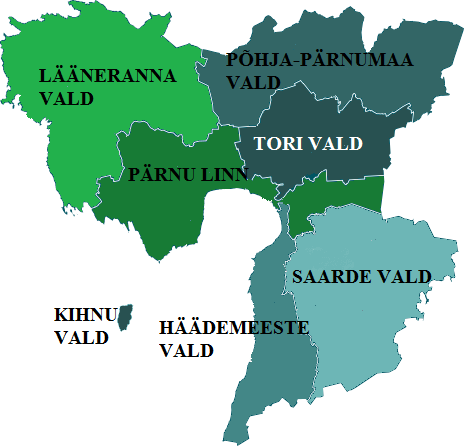 PÕHJA-PÄRNUMAA
VALD
LÄÄNERANNA
VALD
TORI VALD
PÄRNU LINN
SAARDE VALD
KIHNU
VALD
HÄÄDEMEESTE
VALD